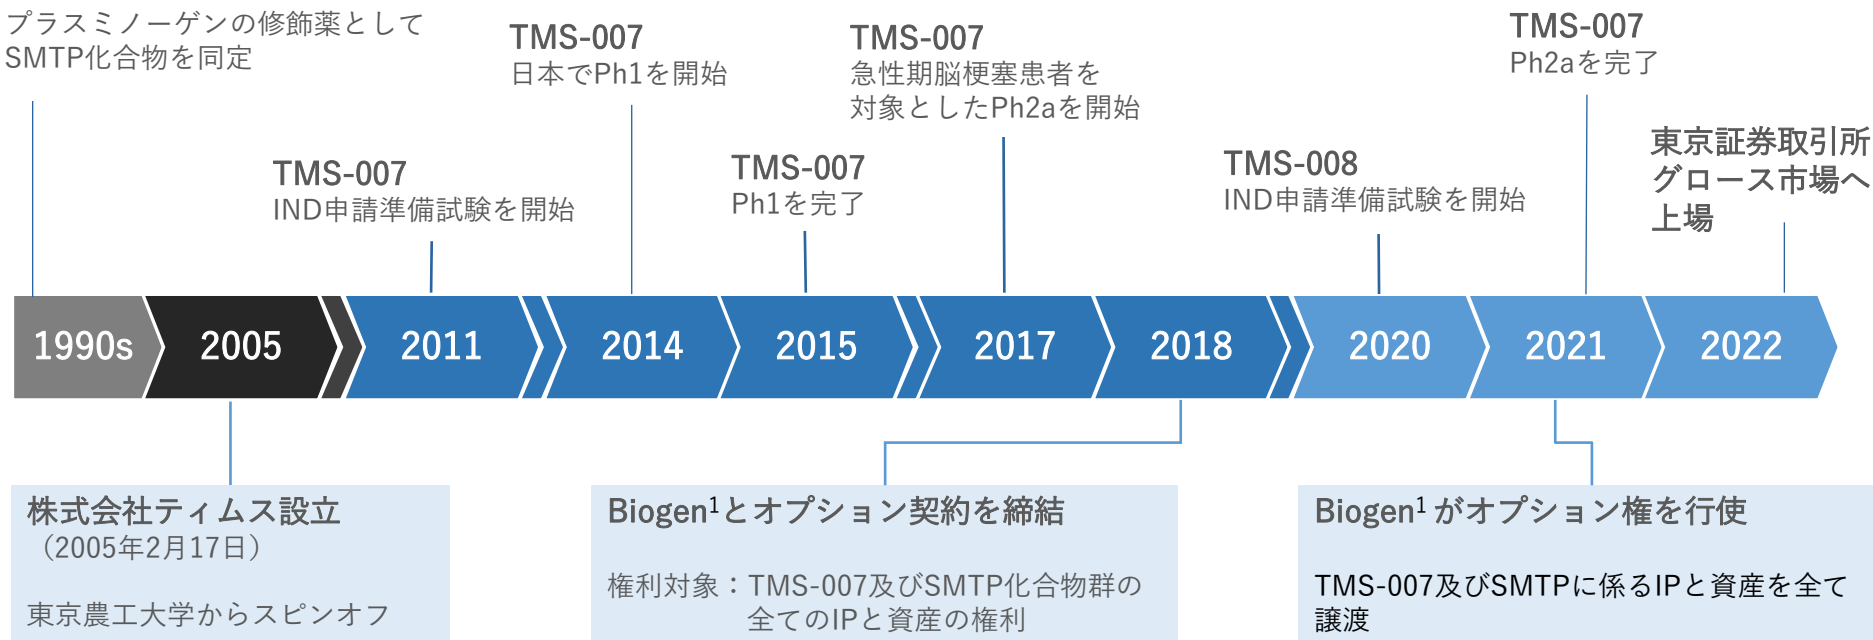 プラスミノーゲンの修飾薬として
SMTP化合物を同定
TMS-007
IND申請準備試験を開始
TMS-007
日本でPh1を開始
TMS-007
Ph1を完了
TMS-007
急性期脳梗塞患者を
対象としたPh2aを開始
TMS-008
IND申請準備試験を開始
TMS-007
Ph2aを完了
東京証券取引所
グロース市場へ
上場
1990s
2005
2011
2014
2015
2017
2018
2020
2021
2022
株式会社ティムス設立
（2005年2月17日）
東京農工大学からスピンオフ
Biogen¹とオプション契約を締結
権利対象：TMS-007及びSMTP化合物群の
全てのIPと資産の権利
Biogen¹ がオプション権を行使
TMS-007及びSMTPに係るIPと資産を全て
譲渡